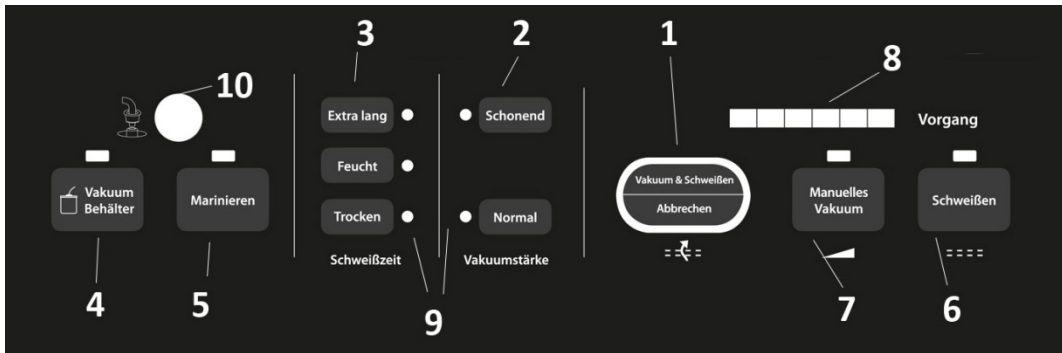 3
2
1
8
10
Extra lang
Schonend
Vorgang
Feucht
Vakuum
Behälter
Marinieren
Vakuum & Schweißen
Abbrechen
Manuelles
Vakuum
Schweißen
Trocken
Normal
Schweißzeit
Vakuumstärke
4
5
9
7
6